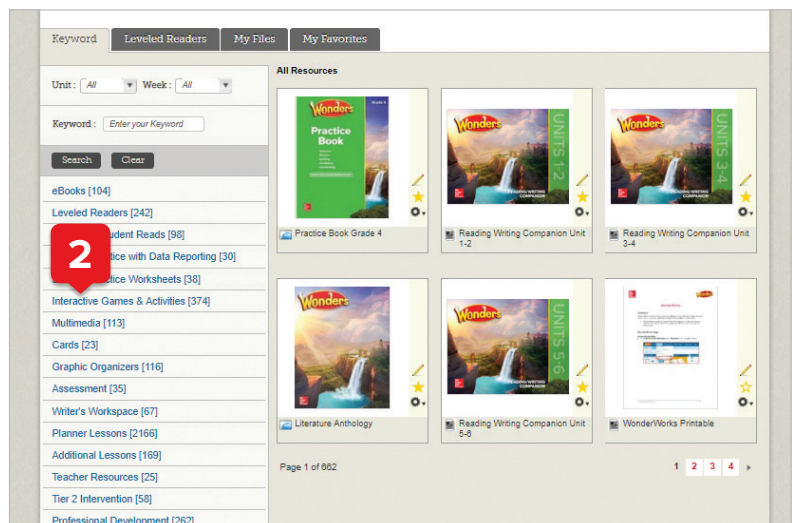 Keyword
Leveled Readers
My Files
My Favorites
Unit : All Week : All
Keyword : Enter your Keyword
Search Clear
eBooks [104]
Leveled Readers [242]
udent Reads [98]
tice with Data Reporting [30]
tice Worksheets [38]
2
Interactive Games & Activities [374]
Multimedia [113]
Cards [23]
Graphic Organizers [116]
Assessment [35]
Writer's Workspace [67]
Planner Lessons [2166]
Additional Lessons [169]
Teacher Resources [25]
Tier 2 Intervention [58]
Professional Development [262]
All Resources
Wonders
Grade 4
Practice
Book
Practice Book Grade 4
Wonders
UNITS 1-2
READING/WRITING
COMPANION
Reading Writing Companion Unit
1-2
Wonders
UNITS 3-4
READING/WRITING
COMPANION
Reading Writing Companion Unit
3-4
Wonders
Literature Anthology
Wonders
UNITS 5-6
READING/WRITING
COMPANION
Reading Writing Companion Unit
5-6
WonderWorks Printable
Page 1 of 662
1 2 3 4